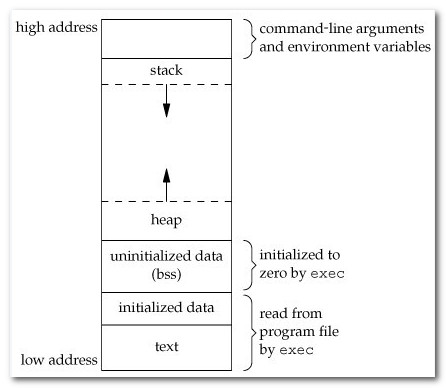 high address
command-line arguments
and environment variables
stack
heap
uninitialized data
(bss)
initialized to
zero by exec
initialized data
read from
program file
by exec
text
low address